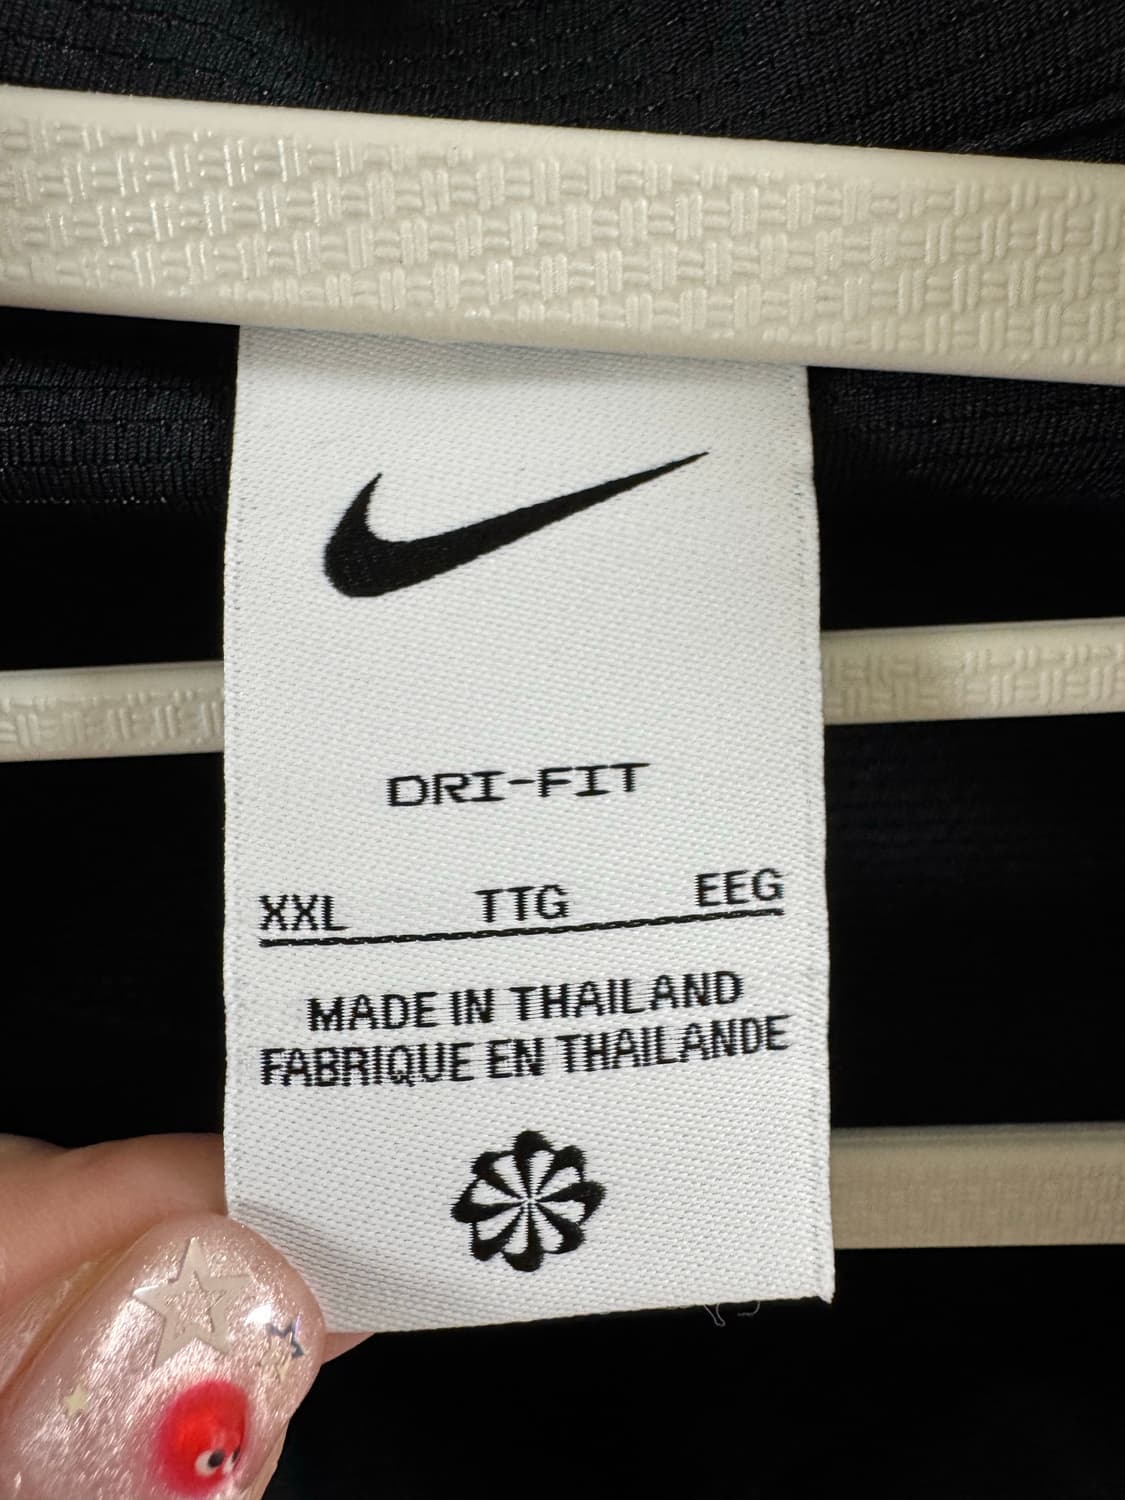 DRI-FIT
XXL TTG EEG
MADE IN THAILAND
FABRIQUE EN THAILANDE